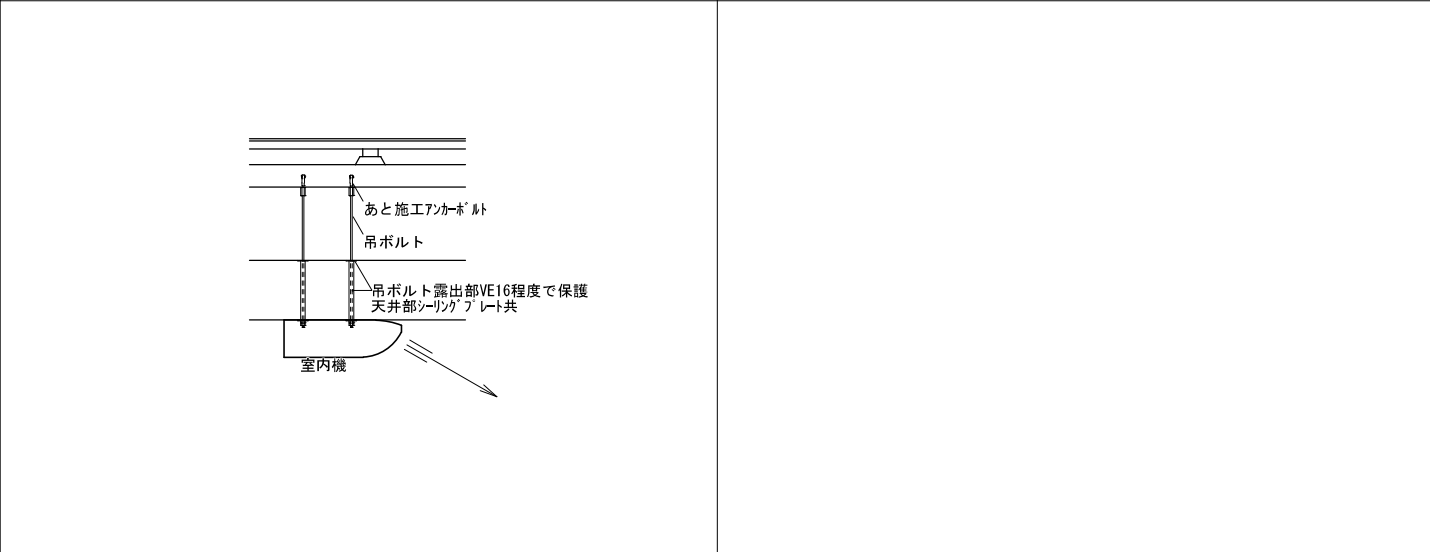 あと施工ｱﾝｶｰﾎﾞﾙﾄ
吊ボルト
吊ボルト露出部VE16程度で保護
天井部ｼｰﾘﾝｸﾞﾌﾟﾚｰﾄ共
室内機